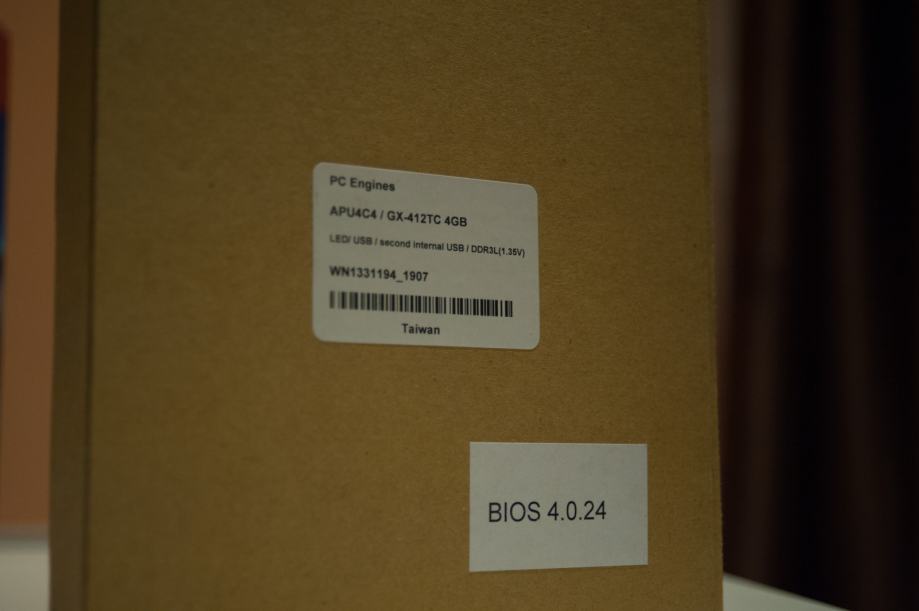 PC Engines
APU4C4 / GX-412TC 4GB
LED/ USB / second internal USB / DDR3L(1.35V)
WN1331194_1907
Taiwan
BIOS 4.0.24